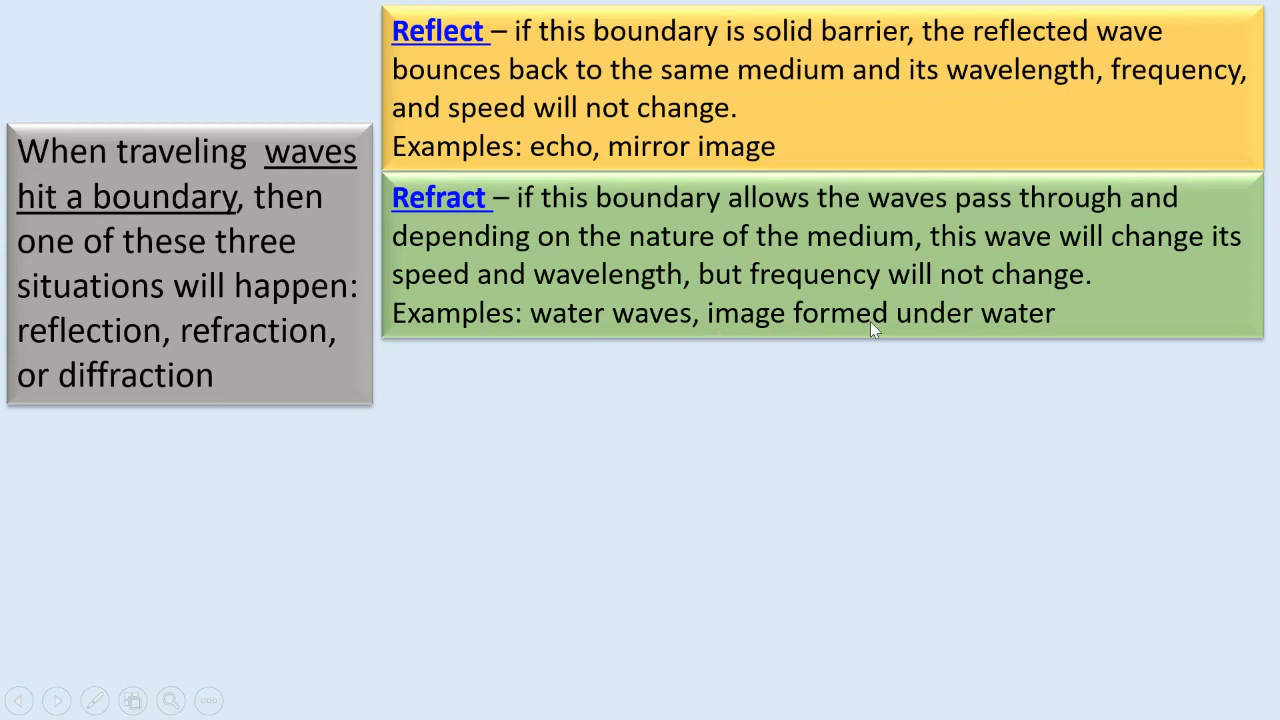 When traveling waves
hit a boundary, then
one of these three
situations will happen:
reflection, refraction,
or diffraction
Reflect – if this boundary is solid barrier, the reflected wave
bounces back to the same medium and its wavelength, frequency,
and speed will not change.
Examples: echo, mirror image
Refract – if this boundary allows the waves pass through and
depending on the nature of the medium, this wave will change its
speed and wavelength, but frequency will not change.
Examples: water waves, image formed under water